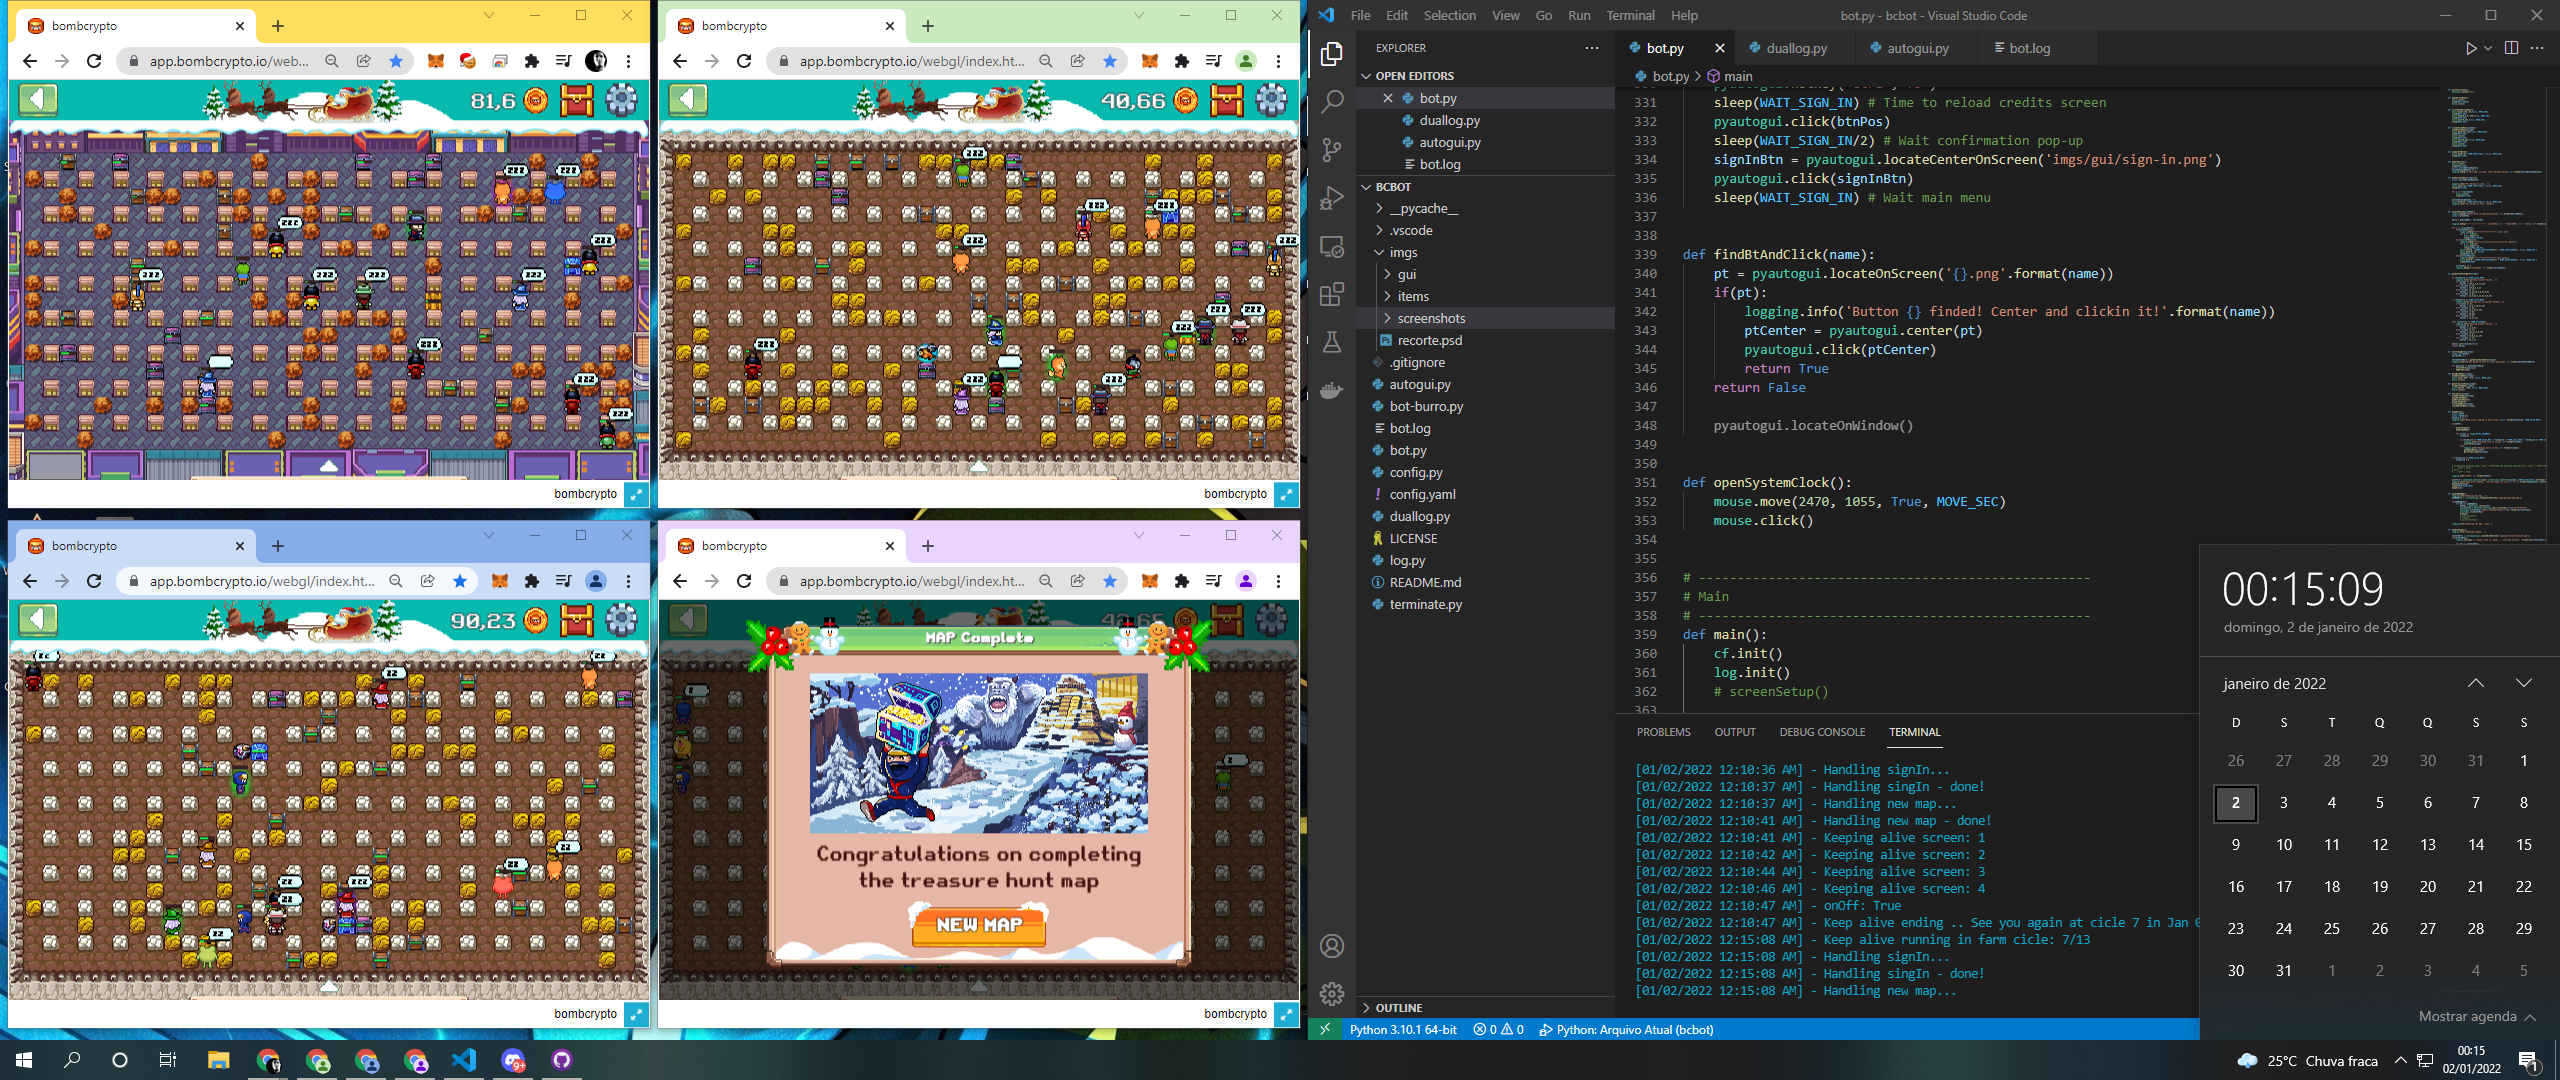 bombcrypto
app.bombcrypto.io/web...
81,6
bombcrypto
bombcrypto
app.bombcrypto.io/webgl/index.ht...
40,66
bombcrypto
bombcrypto
app.bombcrypto.io/webgl/index.ht...
90,23
bombcrypto
bombcrypto
app.bombcrypto.io/webgl/index.ht...
MAP Complete
Congratulations on completing
the treasure hunt map
NEW MAP
bombcrypto
File Edit Selection View Go Run Terminal Help
bot.py - bcbot - Visual Studio Code
EXPLORER
OPEN EDITORS
bot.py
duallog.py
autogui.py
bot.log
BCBOT
__pycache__
.vscode
imgs
gui
items
screenshots
recorte.psd
.gitignore
autogui.py
bot-burro.py
bot.log
bot.py
config.py
config.yaml
duallog.py
LICENSE
log.py
README.md
terminate.py
OUTLINE
bot.py duallog.py autogui.py bot.log
bot.py > main
331 sleep(WAIT_SIGN_IN) # Time to reload credits screen
332 pyautogui.click(btnPos)
333 sleep(WAIT_SIGN_IN/2) # Wait confirmation pop-up
334 signInBtn = pyautogui.locateCenterOnScreen('imgs/gui/sign-in.png')
335 pyautogui.click(signInBtn)
336 sleep(WAIT_SIGN_IN) # Wait main menu
337
338
339 def findBtAndClick(name):
340 pt = pyautogui.locateOnScreen('{}.png'.format(name))
341 if(pt):
342 logging.info('Button {} finded! Center and clickin it!'.format(name))
343 ptCenter = pyautogui.center(pt)
344 pyautogui.click(ptCenter)
345 return True
346 return False
347
348 pyautogui.locateOnWindow()
349
350
351 def openSystemClock():
352 mouse.move(2470, 1055, True, MOVE_SEC)
353 mouse.click()
354
355
356 # ---------------------------------------------------
357 # Main
358 # ---------------------------------------------------
359 def main():
360 cf.init()
361 log.init()
362 # screenSetup()
363
PROBLEMS OUTPUT DEBUG CONSOLE TERMINAL
[01/02/2022 12:10:36 AM] - Handling signIn...
[01/02/2022 12:10:37 AM] - Handling singIn - done!
[01/02/2022 12:10:37 AM] - Handling new map...
[01/02/2022 12:10:41 AM] - Handling new map - done!
[01/02/2022 12:10:41 AM] - Keeping alive screen: 1
[01/02/2022 12:10:42 AM] - Keeping alive screen: 2
[01/02/2022 12:10:44 AM] - Keeping alive screen: 3
[01/02/2022 12:10:46 AM] - Keeping alive screen: 4
[01/02/2022 12:10:47 AM] - onOff: True
[01/02/2022 12:10:47 AM] - Keep alive ending .. See you again at cicle 7 in Jan
[01/02/2022 12:15:08 AM] - Keep alive running in farm cicle: 7/13
[01/02/2022 12:15:08 AM] - Handling signIn...
[01/02/2022 12:15:08 AM] - Handling singIn - done!
[01/02/2022 12:15:08 AM] - Handling new map...
Python 3.10.1 64-bit 0 0 Python: Arquivo Atual (bcbot)
00:15:09
domingo, 2 de janeiro de 2022
janeiro de 2022
D S T Q Q S S
26 27 28 29 30 31 1
2 3 4 5 6 7 8
9 10 11 12 13 14 15
16 17 18 19 20 21 22
23 24 25 26 27 28 29
30 31 1 2 3 4 5
Mostrar agenda
9+
25°C Chuva fraca
00:15
02/01/2022
1